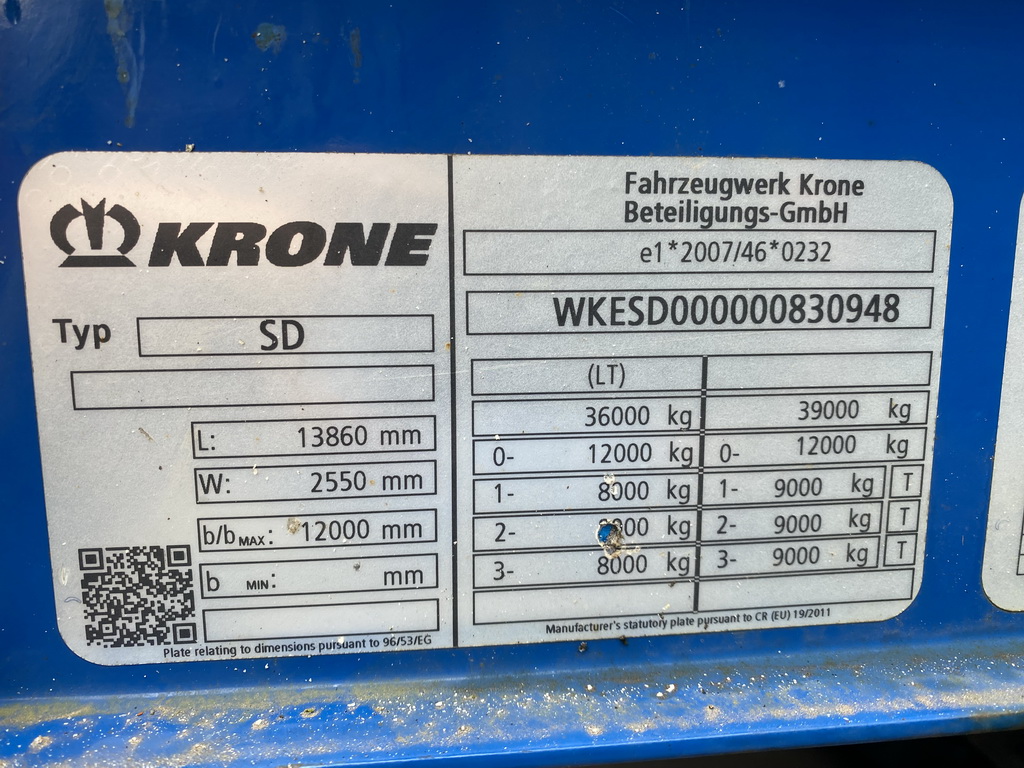 KRONE
Typ SD
L: 13860 mm
W: 2550 mm
b/b MAX: 12000 mm
b MIN: mm
Plate relating to dimensions pursuant to 96/53/EG
Fahrzeugwerk Krone
Beteiligungs-GmbH
e1*2007/46*0232
WKESD000000830948
(LT)
36000 kg 39000 kg
0- 12000 kg 0- 12000 kg
1- 8000 kg 1- 9000 kg T
2- kg 2- 9000 kg T
3- 8000 kg 3- 9000 kg T
Manufacturer's statutory plate pursuant to CR (EU) 19/2011